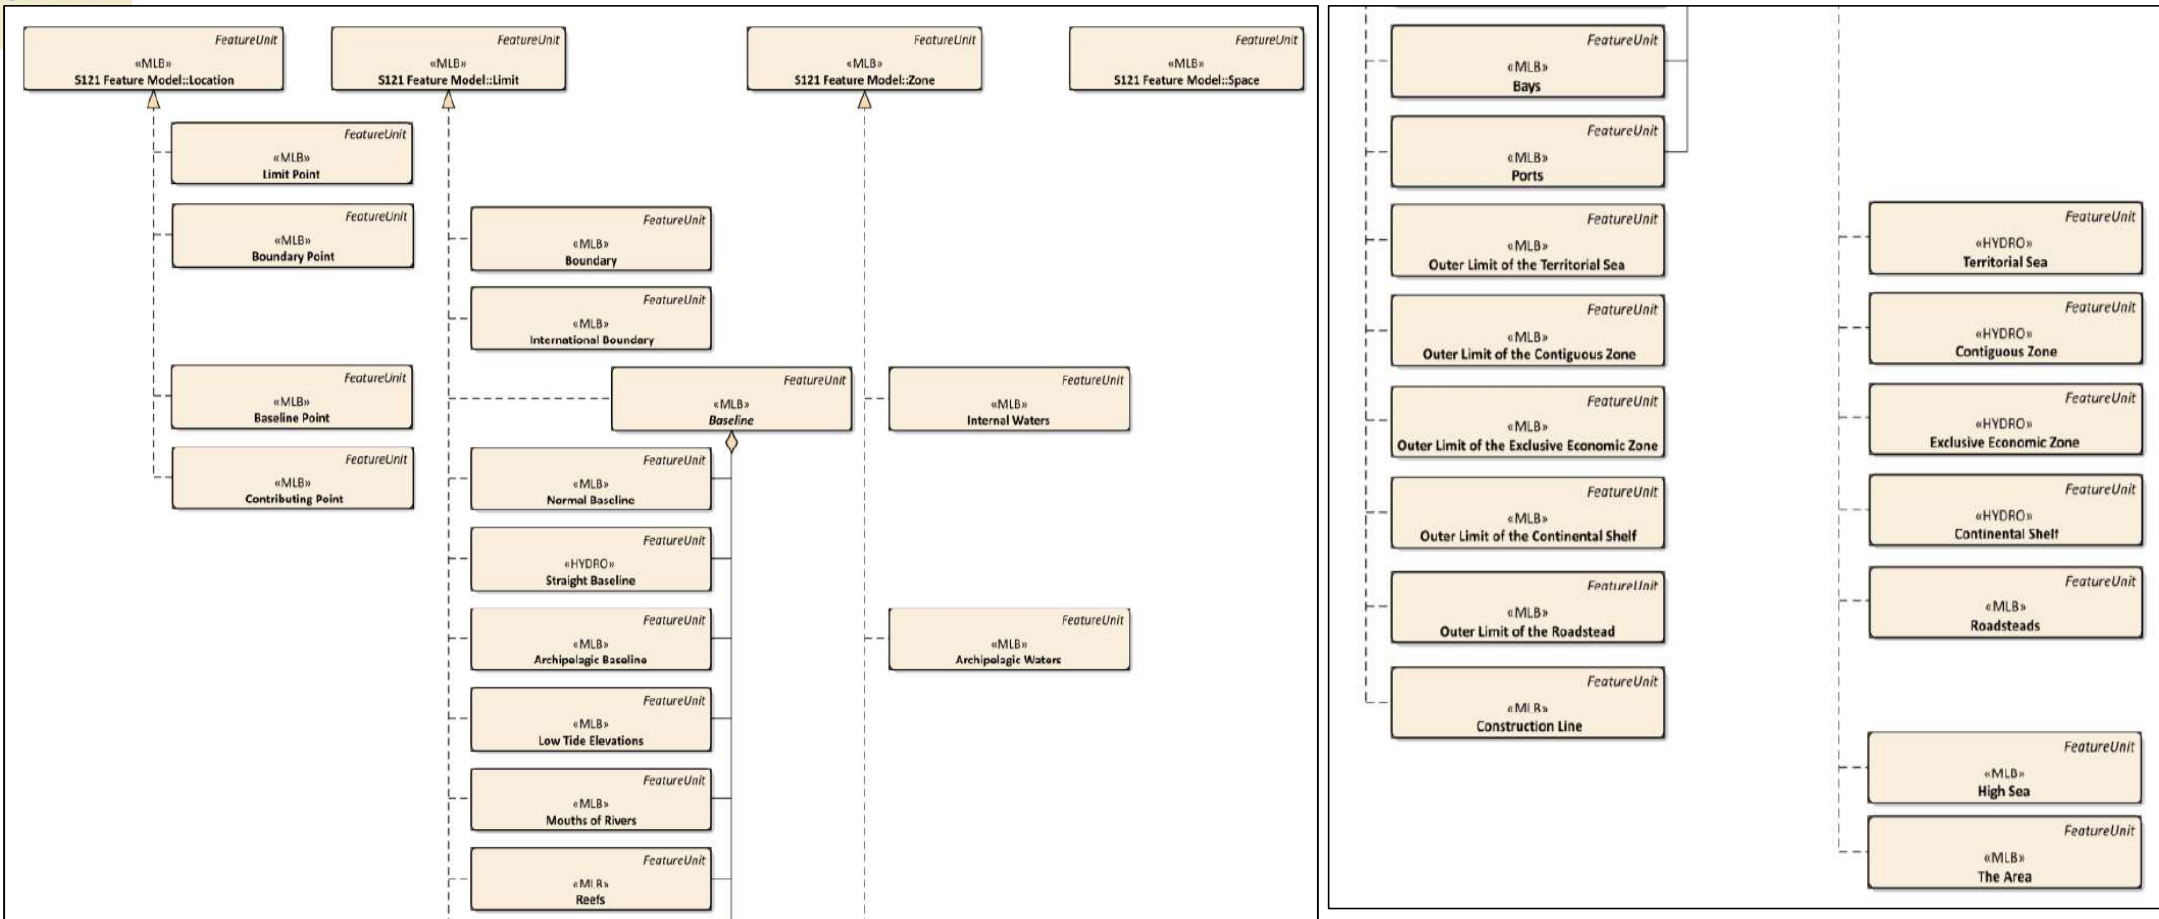 FeatureUnit
«MLB»
S121 Feature Model::Location
FeatureUnit
«MLB»
S121 Feature Model::Limit
FeatureUnit
«MLB»
S121 Feature Model::Zone
FeatureUnit
«MLB»
S121 Feature Model::Space
FeatureUnit
«MLB»
Limit Point
FeatureUnit
«MLB»
Boundary Point
FeatureUnit
«MLB»
Baseline Point
FeatureUnit
«MLB»
Contributing Point
FeatureUnit
«MLB»
Boundary
FeatureUnit
«MLB»
International Boundary
FeatureUnit
«MLB»
Baseline
FeatureUnit
«MLB»
Normal Baseline
FeatureUnit
«HYDRO»
Straight Baseline
FeatureUnit
«MLB»
Archipelagic Baseline
FeatureUnit
«MLB»
Low Tide Elevations
FeatureUnit
«MLB»
Mouths of Rivers
FeatureUnit
«MLB»
Reefs
FeatureUnit
«MLB»
Internal Waters
FeatureUnit
«MLB»
Archipelagic Waters
FeatureUnit
«MLB»
Bays
FeatureUnit
«MLB»
Ports
FeatureUnit
«MLB»
Outer Limit of the Territorial Sea
FeatureUnit
«MLB»
Outer Limit of the Contiguous Zone
FeatureUnit
«MLB»
Outer Limit of the Exclusive Economic Zone
FeatureUnit
«MLB»
Outer Limit of the Continental Shelf
FeatureUnit
«MLB»
Outer Limit of the Roadstead
FeatureUnit
«MLB»
Construction Line
FeatureUnit
«HYDRO»
Territorial Sea
FeatureUnit
«HYDRO»
Contiguous Zone
FeatureUnit
«HYDRO»
Exclusive Economic Zone
FeatureUnit
«HYDRO»
Continental Shelf
FeatureUnit
«MLB»
Roadsteads
FeatureUnit
«MLB»
High Sea
FeatureUnit
«MLB»
The Area